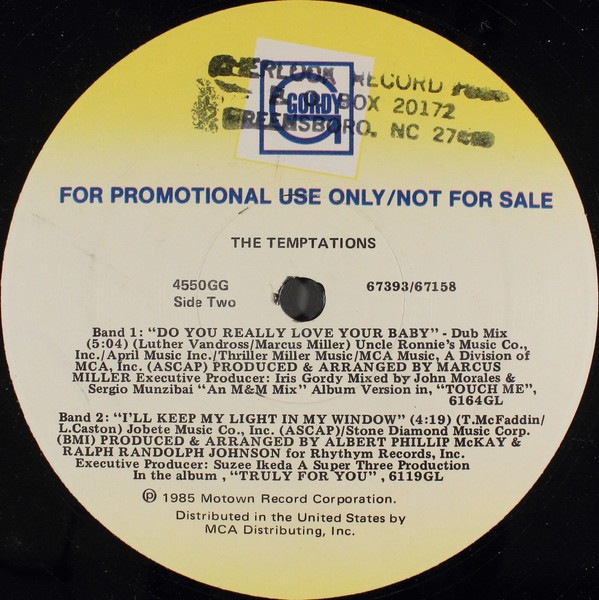 OVERLOOK RECORD
P. O. BOX 20172
GREENSBORO, NC 274
GORDY
FOR PROMOTIONAL USE ONLY/NOT FOR SALE
THE TEMPTATIONS
4550GG
67393/67158
Side Two
Band 1: "DO YOU REALLY LOVE YOUR BABY" - Dub Mix
(5:04) (Luther Vandross/Marcus Miller) Uncle Ronnie's Music Co.,
Inc./April Music Inc./Thriller Miller Music/MCA Music, A Division of
MCA, Inc. (ASCAP) PRODUCED & ARRANGED BY MARCUS
MILLER Executive Producer: Iris Gordy Mixed by John Morales &
Sergio Munzibai "An M&M Mix" Album Version in, "TOUCH ME",
6164GL
Band 2: "I'LL KEEP MY LIGHT IN MY WINDOW" (4:19) (T.McFaddin/
L.Caston) Jobete Music Co., Inc. (ASCAP)/Stone Diamond Music Corp.
(BMI) PRODUCED & ARRANGED BY ALBERT PHILLIP McKAY &
RALPH RANDOLPH JOHNSON for Rhythym Records, Inc.
Executive Producer: Suzee Ikeda A Super Three Production
In the album , "TRULY FOR YOU", 6119GL
℗ 1985 Motown Record Corporation.
Distributed in the United States by
MCA Distributing, Inc.